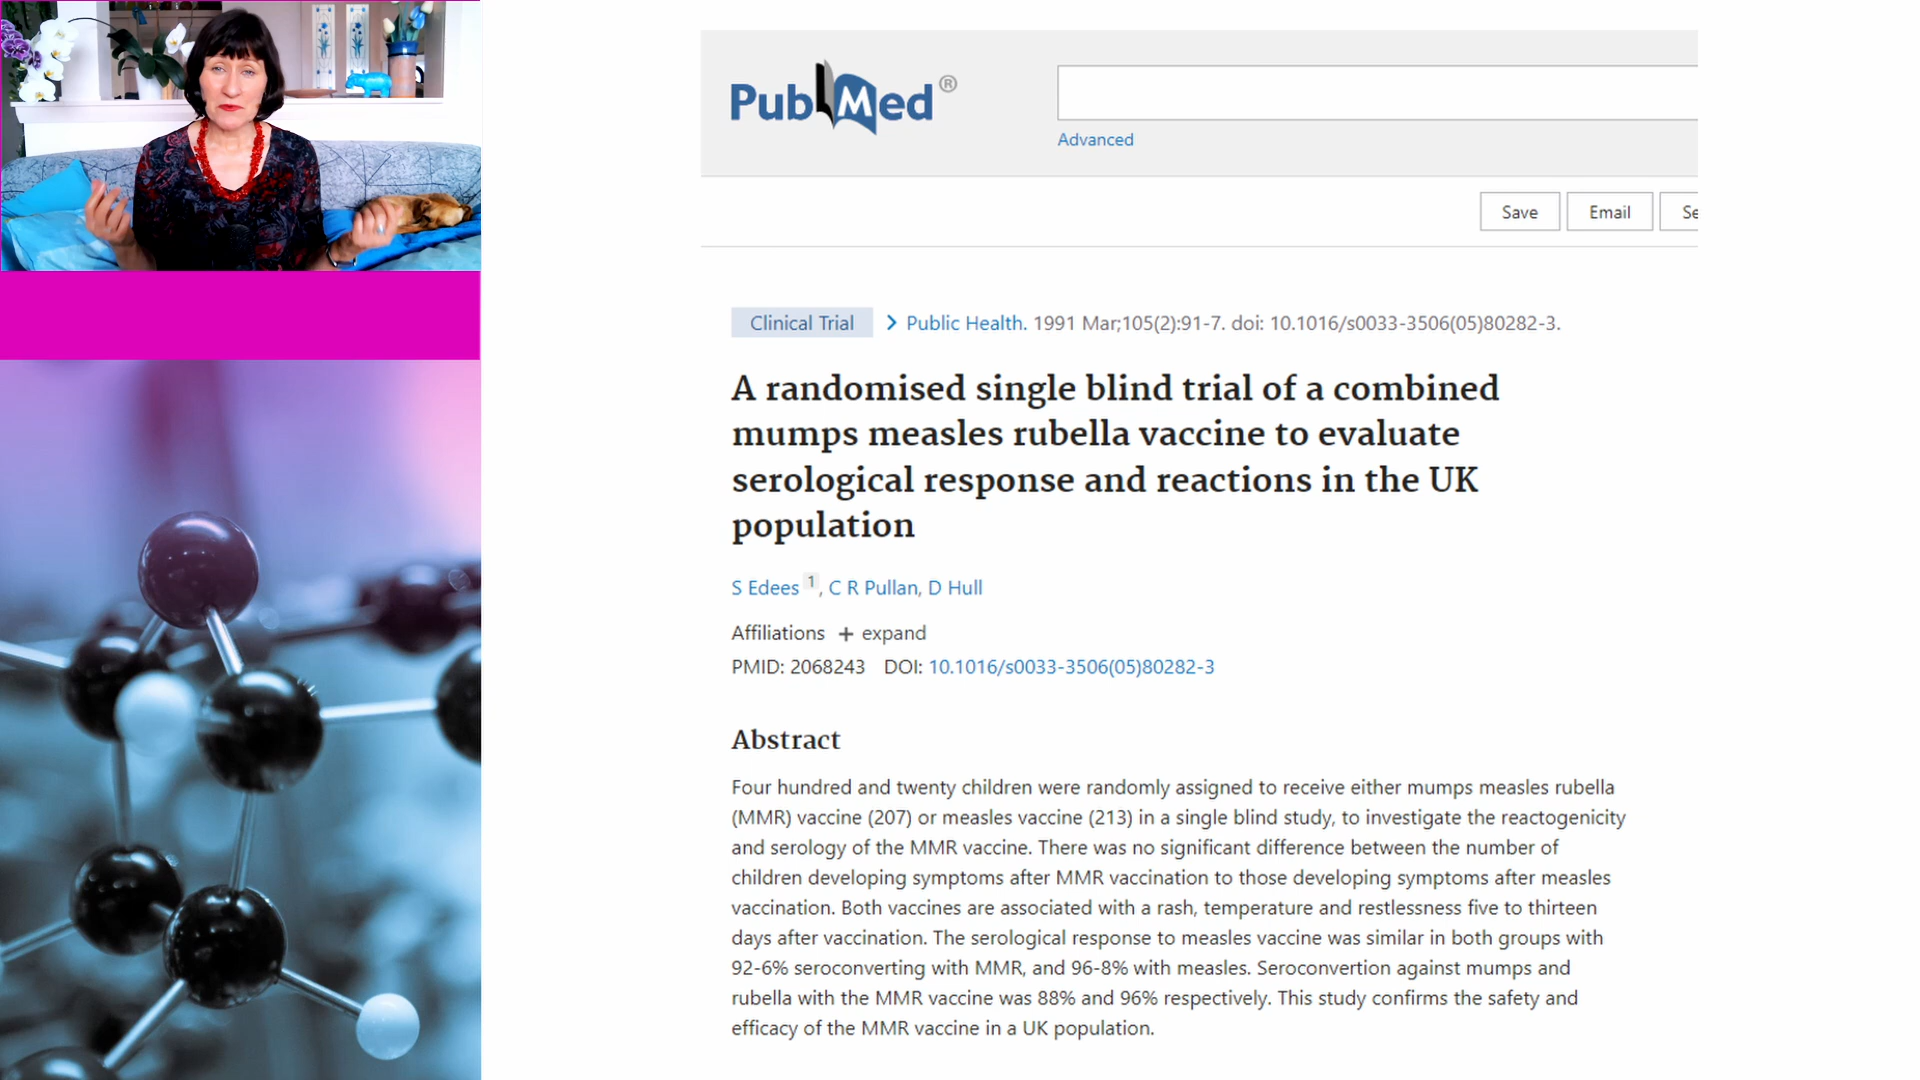 PubMed®
Advanced
Save
Email
Se
Clinical Trial > Public Health. 1991 Mar;105(2):91-7. doi: 10.1016/s0033-3506(05)80282-3.
A randomised single blind trial of a combined
mumps measles rubella vaccine to evaluate
serological response and reactions in the UK
population
S Edees 1, C R Pullan, D Hull
Affiliations + expand
PMID: 2068243 DOI: 10.1016/s0033-3506(05)80282-3
Abstract
Four hundred and twenty children were randomly assigned to receive either mumps measles rubella
(MMR) vaccine (207) or measles vaccine (213) in a single blind study, to investigate the reactogenicity
and serology of the MMR vaccine. There was no significant difference between the number of
children developing symptoms after MMR vaccination to those developing symptoms after measles
vaccination. Both vaccines are associated with a rash, temperature and restlessness five to thirteen
days after vaccination. The serological response to measles vaccine was similar in both groups with
92-6% seroconverting with MMR, and 96-8% with measles. Seroconvertion against mumps and
rubella with the MMR vaccine was 88% and 96% respectively. This study confirms the safety and
efficacy of the MMR vaccine in a UK population.